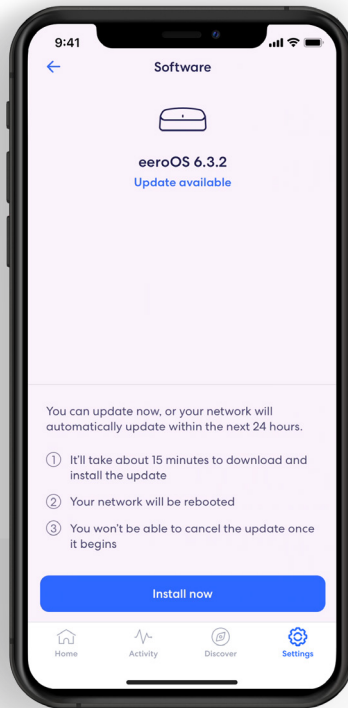 9:41
Software
eeroOS 6.3.2
Update available
You can update now, or your network will
automatically update within the next 24 hours.
1 It'll take about 15 minutes to download and
install the update
2 Your network will be rebooted
3 You won't be able to cancel the update once
it begins
Install now
Home Activity Discover Settings